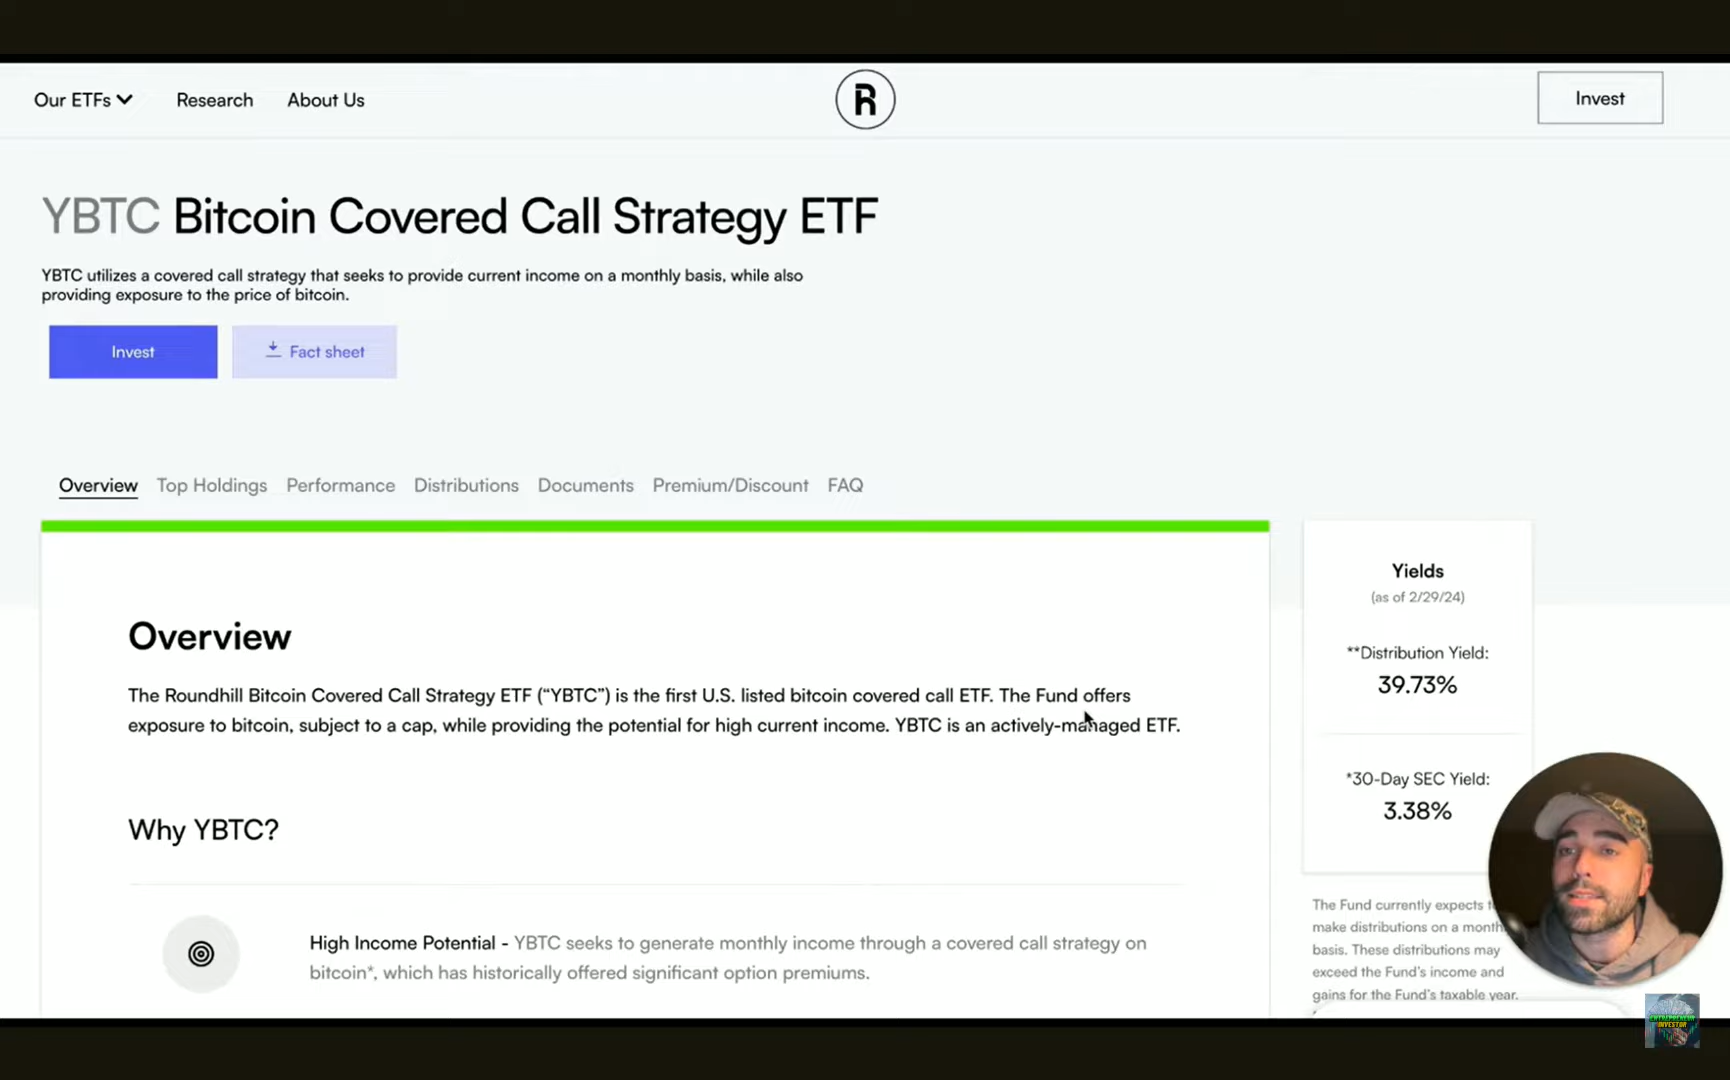 Our ETFs
Research
About Us
R
Invest
YBTC Bitcoin Covered Call Strategy ETF
YBTC utilizes a covered call strategy that seeks to provide current income on a monthly basis, while also
providing exposure to the price of bitcoin.
Invest
Fact sheet
Overview
Top Holdings
Performance
Distributions
Documents
Premium/Discount
FAQ
Overview
The Roundhill Bitcoin Covered Call Strategy ETF (“YBTC”) is the first U.S. listed bitcoin covered call ETF. The Fund offers
exposure to bitcoin, subject to a cap, while providing the potential for high current income. YBTC is an actively-managed ETF.
Why YBTC?
High Income Potential - YBTC seeks to generate monthly income through a covered call strategy on
bitcoin*, which has historically offered significant option premiums.
Yields
(as of 2/29/24)
**Distribution Yield:
39.73%
*30-Day SEC Yield:
3.38%
The Fund currently expects
make distributions on a month
basis. These distributions may
exceed the Fund's income and
gains for the Fund's taxable year.
ENTREPRENEUR
INVESTOR